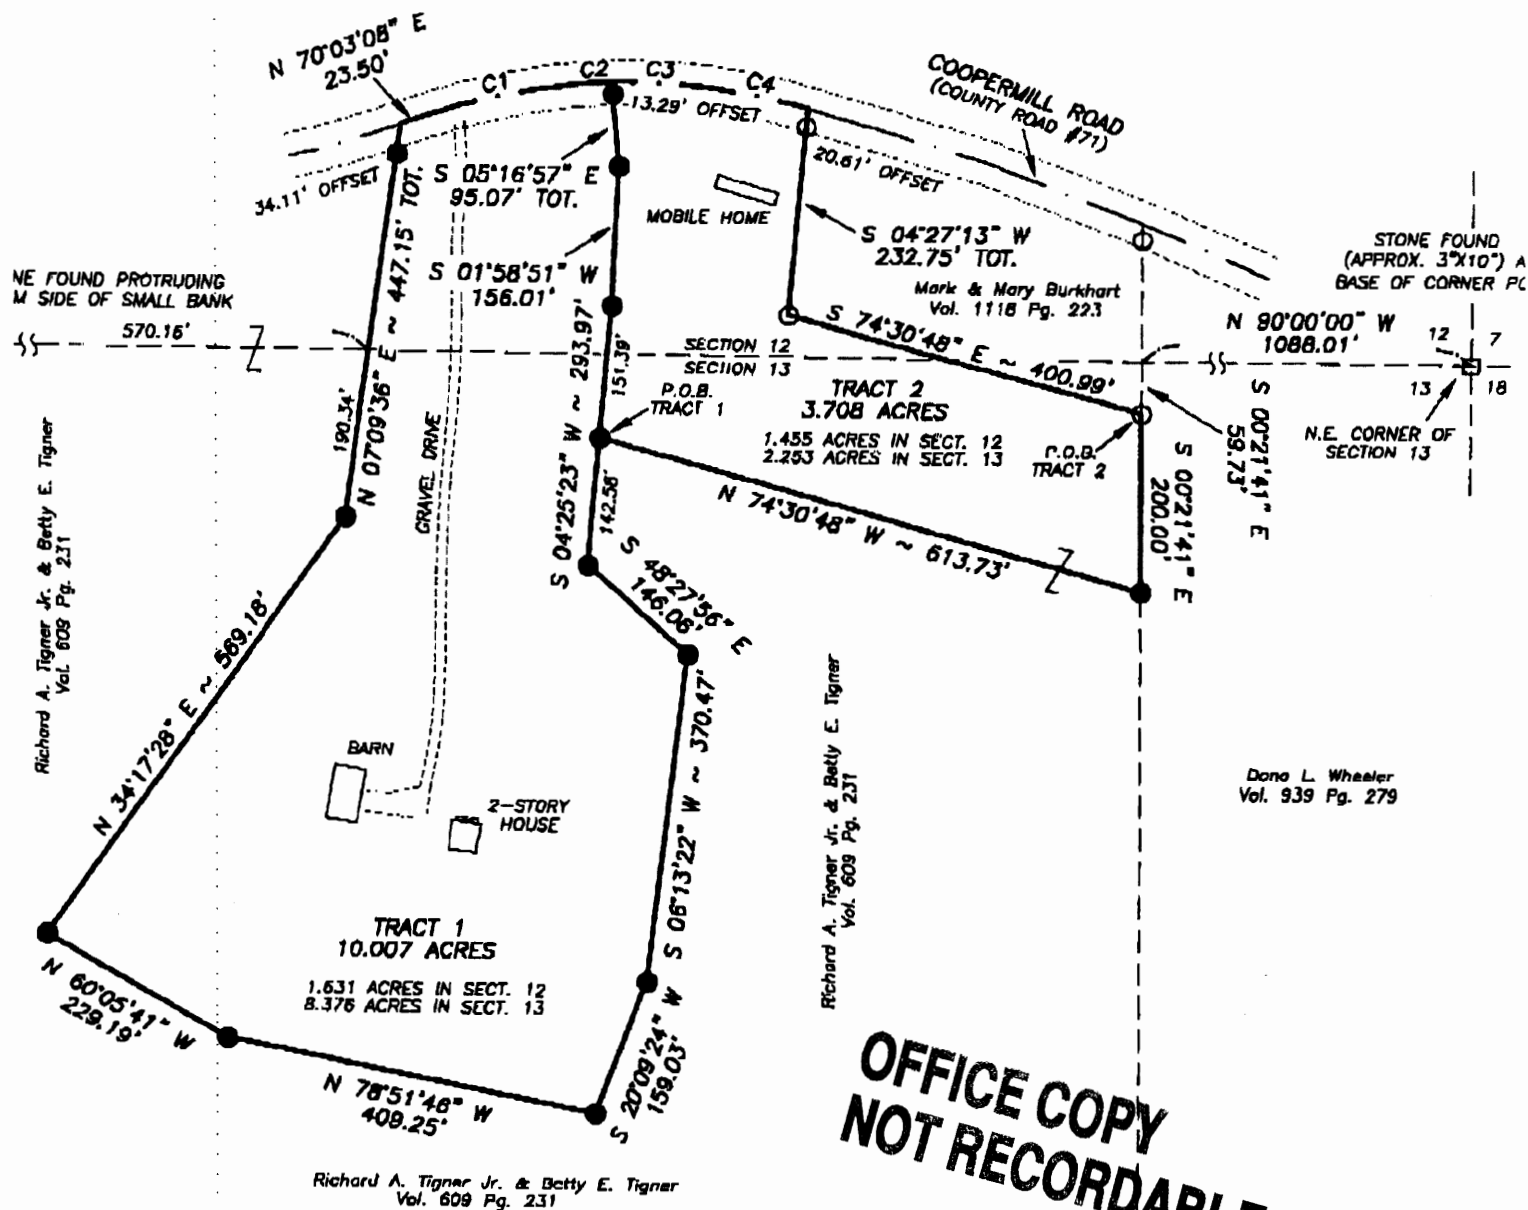 N 70°03'08" E
23.50'
C1
C2
C3
C4
COOPERMILL ROAD
(COUNTY ROAD #71)
13.29' OFFSET
34.11' OFFSET
20.61' OFFSET
S 05°16'57" E
95.07' TOT.
MOBILE HOME
S 04°27'13" W
232.75' TOT.
STONE FOUND
(APPROX. 3"X10") A
BASE OF CORNER PO
NE FOUND PROTRUDING
M SIDE OF SMALL BANK
570.16'
S 01°58'51" W
156.01'
Mark & Mary Burkhart
Vol. 1118 Pg. 223
N 90°00'00" W
1088.01'
12
7
13
18
N 07°09'36" E ~ 447.15' TOT.
190.34'
SECTION 12
SECTION 13
S 74°30'48" E ~ 400.99'
S 04°25'23" W ~ 293.97'
151.39'
142.58'
P.O.B.
TRACT 1
TRACT 2
3.708 ACRES
1.455 ACRES IN SECT. 12
2.253 ACRES IN SECT. 13
P.O.B.
TRACT 2
S 00°21'41" E
59.73'
N.E. CORNER OF
SECTION 13
S 00°21'41" E
200.00'
GRAVEL DRIVE
N 74°30'48" W ~ 613.73'
Richard A. Tigner Jr. & Betty E. Tigner
Vol. 609 Pg. 231
S 48°27'56" E
146.06'
N 34°17'28" E ~ 569.18'
S 06°13'22" W ~ 370.47'
Richard A. Tigner Jr. & Betty E. Tigner
Vol. 609 Pg. 231
BARN
2-STORY
HOUSE
Dana L. Wheeler
Vol. 939 Pg. 279
TRACT 1
10.007 ACRES
1.631 ACRES IN SECT. 12
8.376 ACRES IN SECT. 13
N 60°05'41" W
229.19'
S 20°09'24" W
159.03'
N 78°51'46" W
409.25'
OFFICE COPY
NOT RECORDABLE
Richard A. Tigner Jr. & Betty E. Tigner
Vol. 609 Pg. 231